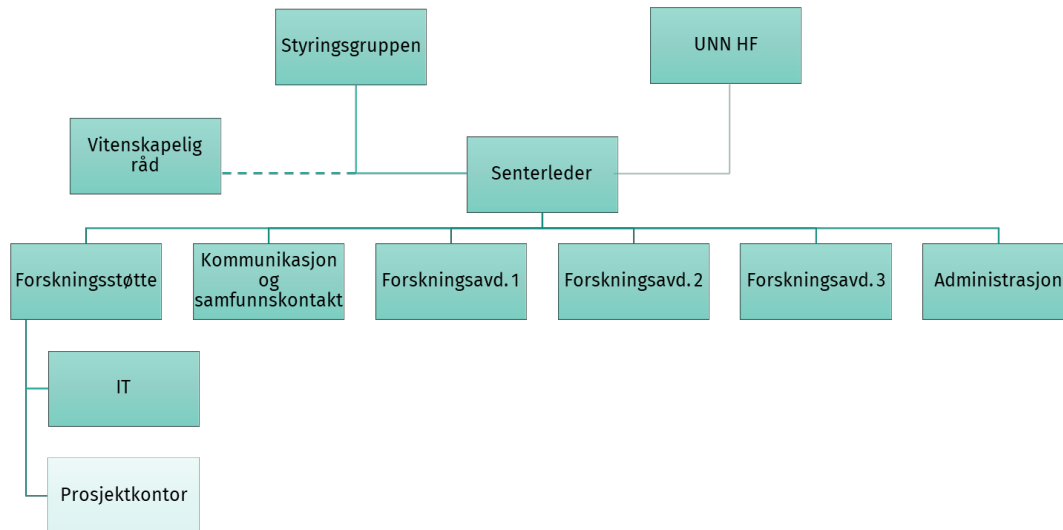 Styringsgruppen
UNN HF
Vitenskapelig
råd
Senterleder
Forskningsstøtte
Kommunikasjon
og
samfunnskontakt
Forskningsavd. 1
Forskningsavd. 2
Forskningsavd. 3
Administrasjon
IT
Prosjektkontor